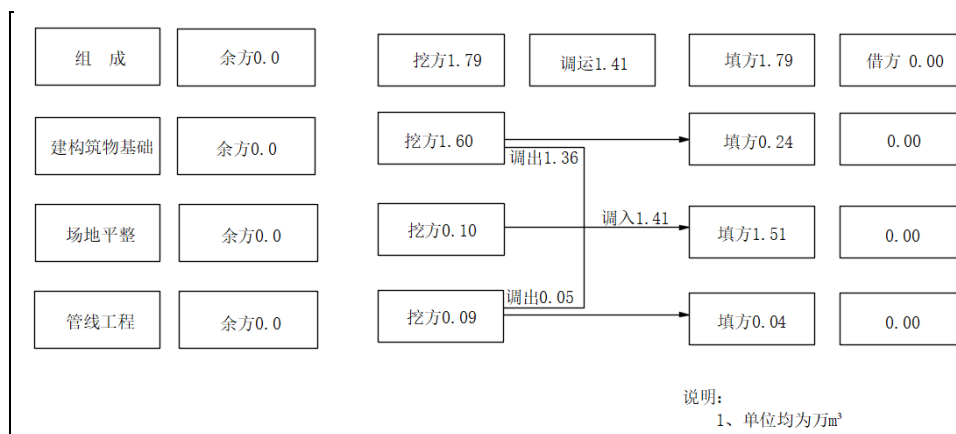 组 成 余方0.0 挖方1.79 调运1.41 填方1.79 借方 0.00
建构筑物基础 余方0.0 挖方1.60 填方0.24 0.00
调出1.36
场地平整 余方0.0 挖方0.10 调入1.41 填方1.51 0.00
调出0.05
管线工程 余方0.0 挖方0.09 填方0.04 0.00
说明:
1、单位均为万m³